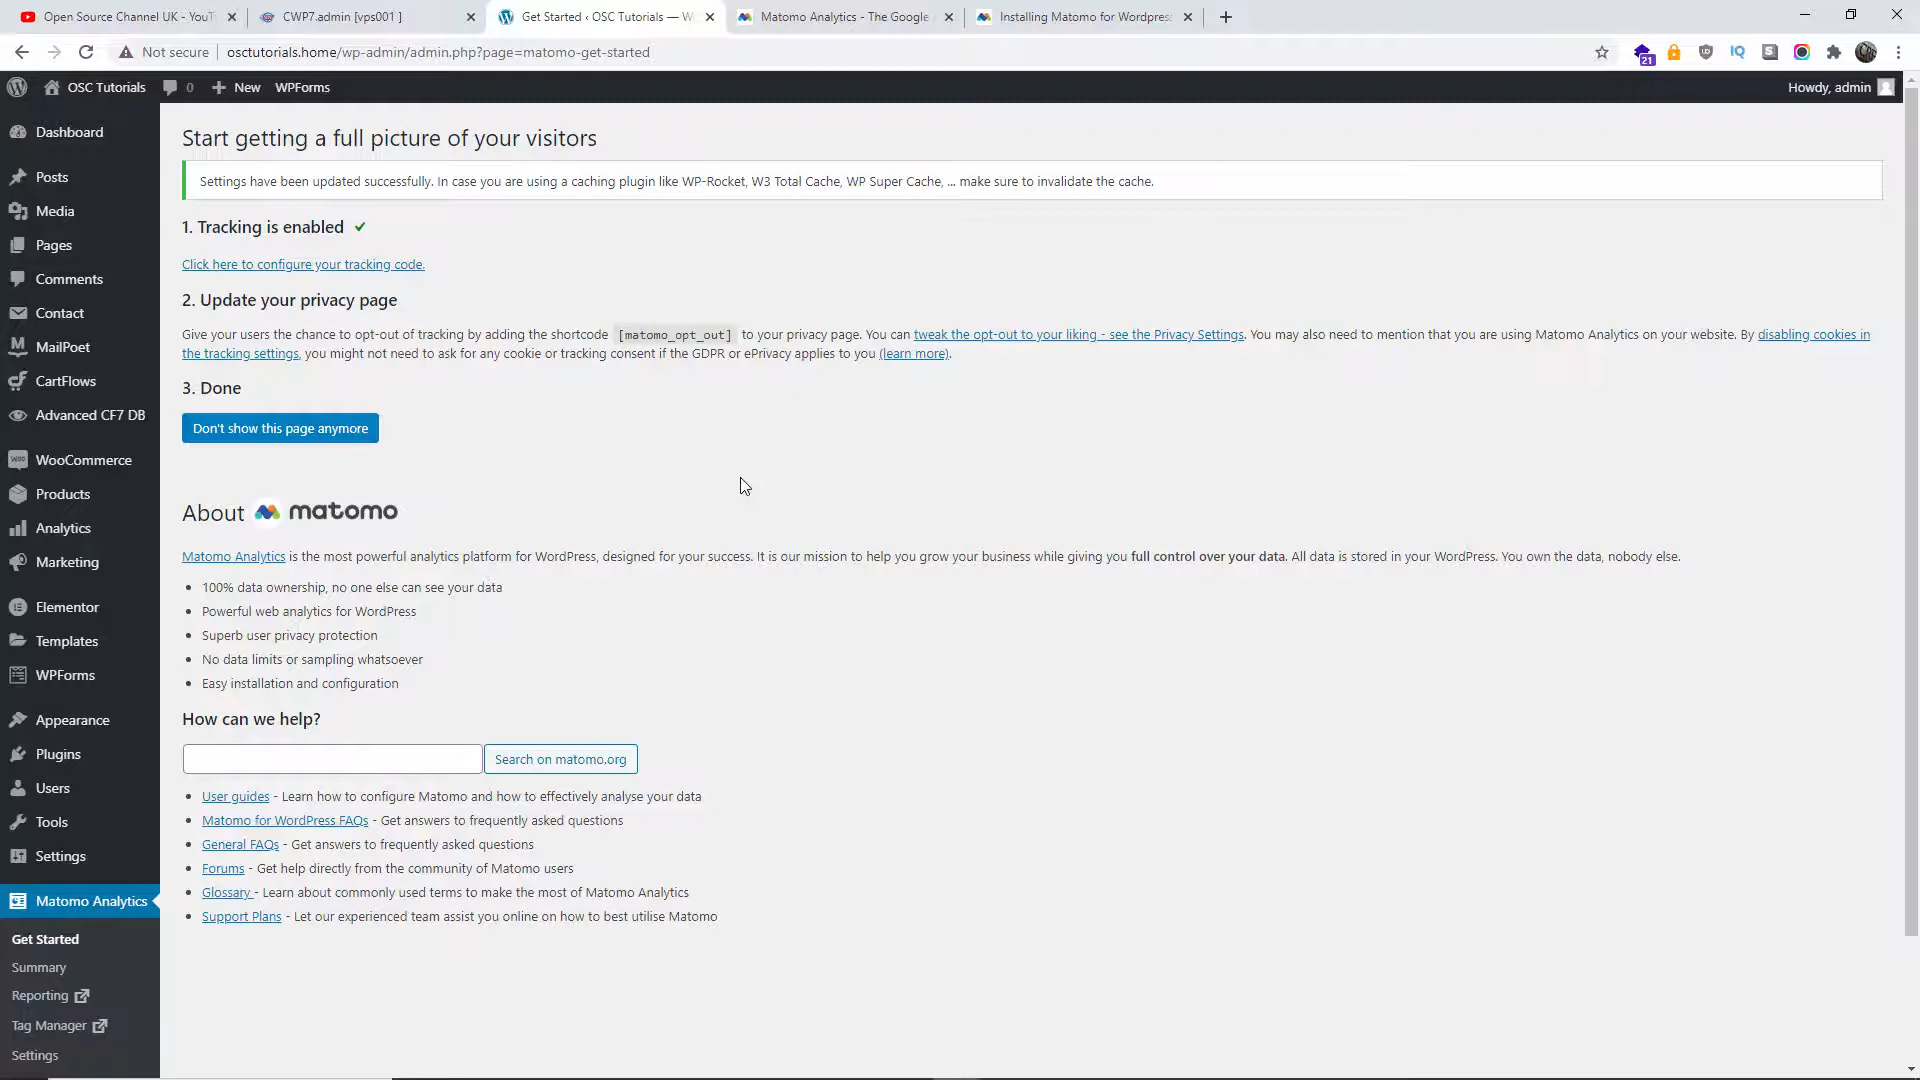 Open Source Channel UK - YouT
CWP7.admin [vps001 ]
Get Started ‹ OSC Tutorials — W
Matomo Analytics - The Google
Installing Matomo for Wordpres
Not secure
osctutorials.home/wp-admin/admin.php?page=matomo-get-started
21
OSC Tutorials
0
New
WPForms
Howdy, admin
Dashboard
Posts
Media
Pages
Comments
Contact
MailPoet
CartFlows
Advanced CF7 DB
WooCommerce
Products
Analytics
Marketing
Elementor
Templates
WPForms
Appearance
Plugins
Users
Tools
Settings
Matomo Analytics
Get Started
Summary
Reporting
Tag Manager
Settings
Start getting a full picture of your visitors
Settings have been updated successfully. In case you are using a caching plugin like WP-Rocket, W3 Total Cache, WP Super Cache, ... make sure to invalidate the cache.
1. Tracking is enabled ✔
Click here to configure your tracking code.
2. Update your privacy page
Give your users the chance to opt-out of tracking by adding the shortcode [matomo_opt_out] to your privacy page. You can tweak the opt-out to your liking - see the Privacy Settings. You may also need to mention that you are using Matomo Analytics on your website. By disabling cookies in
the tracking settings, you might not need to ask for any cookie or tracking consent if the GDPR or ePrivacy applies to you (learn more).
3. Done
Don't show this page anymore
About matomo
Matomo Analytics is the most powerful analytics platform for WordPress, designed for your success. It is our mission to help you grow your business while giving you full control over your data. All data is stored in your WordPress. You own the data, nobody else.
• 100% data ownership, no one else can see your data
• Powerful web analytics for WordPress
• Superb user privacy protection
• No data limits or sampling whatsoever
• Easy installation and configuration
How can we help?
Search on matomo.org
• User guides - Learn how to configure Matomo and how to effectively analyse your data
• Matomo for WordPress FAQs - Get answers to frequently asked questions
• General FAQs - Get answers to frequently asked questions
• Forums - Get help directly from the community of Matomo users
• Glossary - Learn about commonly used terms to make the most of Matomo Analytics
• Support Plans - Let our experienced team assist you online on how to best utilise Matomo